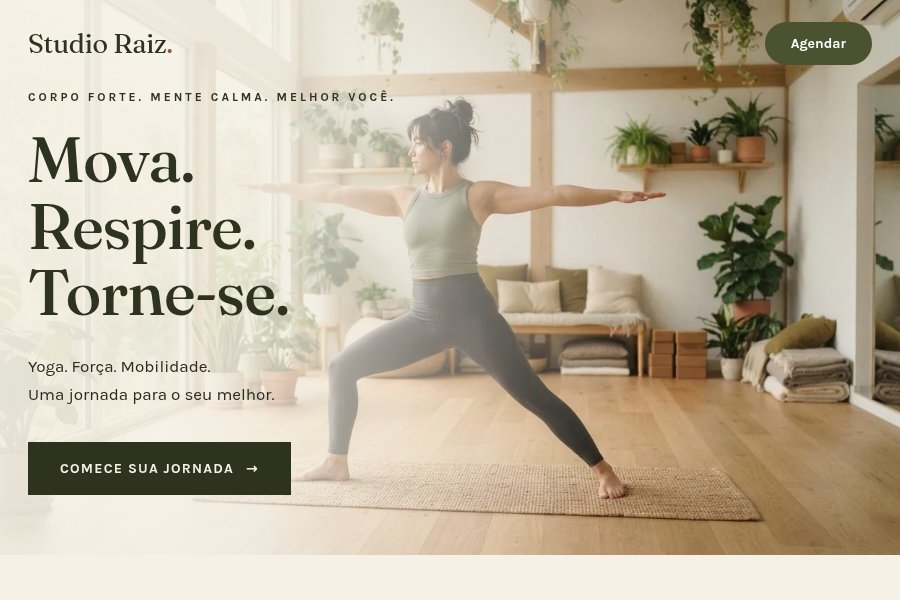 Studio Raiz.
Agendar
CORPO FORTE. MENTE CALMA. MELHOR VOCÊ.
Mova.
Respire.
Torne-se.
Yoga. Força. Mobilidade.
Uma jornada para o seu melhor.
COMECE SUA JORNADA →